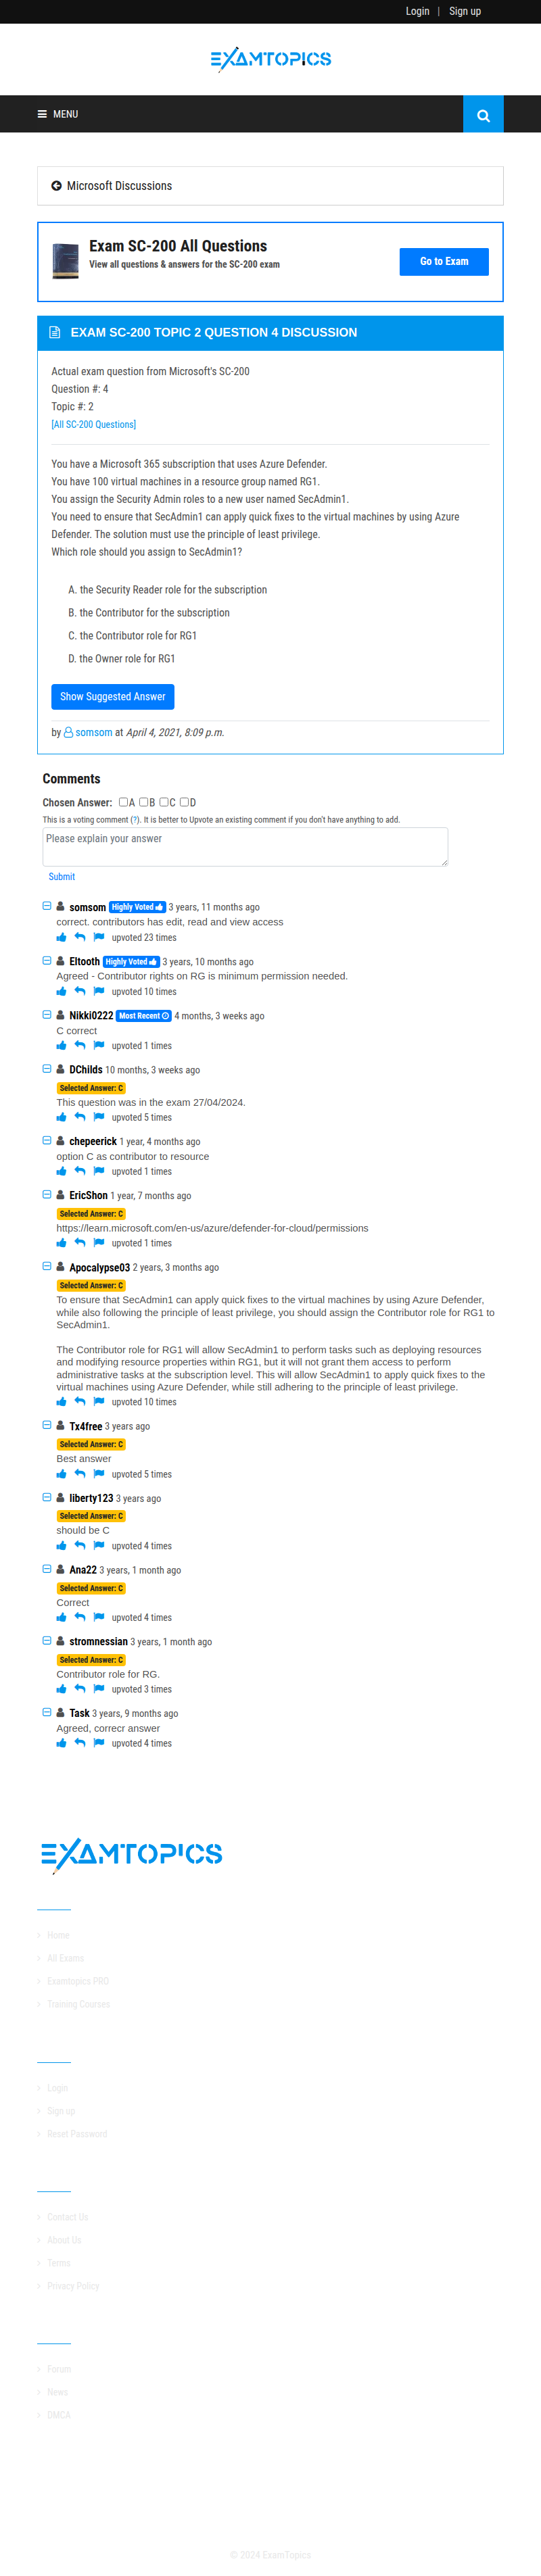 Login | Sign up
EXAMTOPICS
MENU
Microsoft Discussions
Exam SC-200 All Questions
View all questions & answers for the SC-200 exam
Go to Exam
EXAM SC-200 TOPIC 2 QUESTION 4 DISCUSSION
Actual exam question from Microsoft's SC-200
Question #: 4
Topic #: 2
[All SC-200 Questions]
You have a Microsoft 365 subscription that uses Azure Defender.
You have 100 virtual machines in a resource group named RG1.
You assign the Security Admin roles to a new user named SecAdmin1.
You need to ensure that SecAdmin1 can apply quick fixes to the virtual machines by using Azure
Defender. The solution must use the principle of least privilege.
Which role should you assign to SecAdmin1?
A. the Security Reader role for the subscription
B. the Contributor for the subscription
C. the Contributor role for RG1
D. the Owner role for RG1
Show Suggested Answer
by somsom at April 4, 2021, 8:09 p.m.
Comments
Chosen Answer: A B C D
This is a voting comment (?). It is better to Upvote an existing comment if you don't have anything to add.
Please explain your answer
Submit
somsom Highly Voted 3 years, 11 months ago
correct. contributors has edit, read and view access
upvoted 23 times
Eltooth Highly Voted 3 years, 10 months ago
Agreed - Contributor rights on RG is minimum permission needed.
upvoted 10 times
Nikki0222 Most Recent 4 months, 3 weeks ago
C correct
upvoted 1 times
DChilds 10 months, 3 weeks ago
Selected Answer: C
This question was in the exam 27/04/2024.
upvoted 5 times
chepeerick 1 year, 4 months ago
option C as contributor to resource
upvoted 1 times
EricShon 1 year, 7 months ago
Selected Answer: C
https://learn.microsoft.com/en-us/azure/defender-for-cloud/permissions
upvoted 1 times
Apocalypse03 2 years, 3 months ago
Selected Answer: C
To ensure that SecAdmin1 can apply quick fixes to the virtual machines by using Azure Defender,
while also following the principle of least privilege, you should assign the Contributor role for RG1 to
SecAdmin1.
The Contributor role for RG1 will allow SecAdmin1 to perform tasks such as deploying resources
and modifying resource properties within RG1, but it will not grant them access to perform
administrative tasks at the subscription level. This will allow SecAdmin1 to apply quick fixes to the
virtual machines using Azure Defender, while still adhering to the principle of least privilege.
upvoted 10 times
Tx4free 3 years ago
Selected Answer: C
Best answer
upvoted 5 times
liberty123 3 years ago
Selected Answer: C
should be C
upvoted 4 times
Ana22 3 years, 1 month ago
Selected Answer: C
Correct
upvoted 4 times
stromnessian 3 years, 1 month ago
Selected Answer: C
Contributor role for RG.
upvoted 3 times
Task 3 years, 9 months ago
Agreed, correcr answer
upvoted 4 times
EXAMTOPICS
Home
All Exams
Examtopics PRO
Training Courses
Login
Sign up
Reset Password
Contact Us
About Us
Terms
Privacy Policy
Forum
News
DMCA
© 2024 ExamTopics